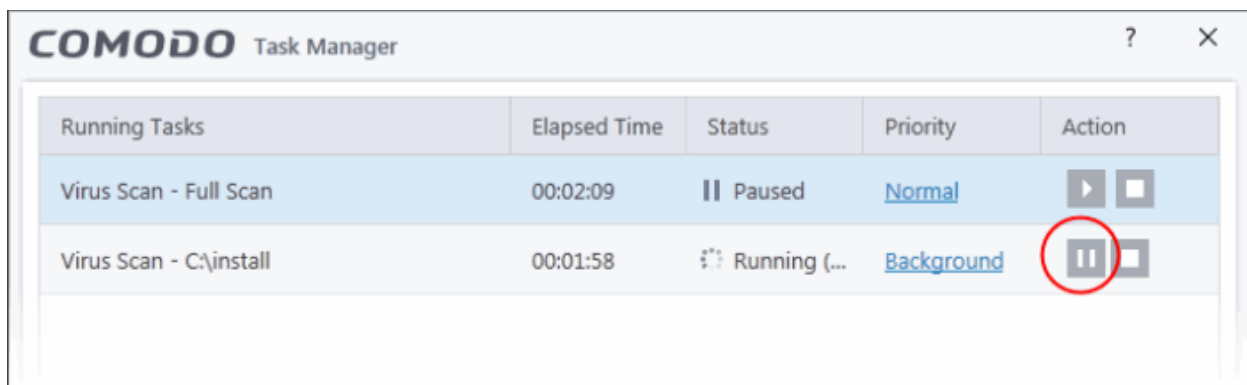 COMODO Task Manager ?
Running Tasks Elapsed Time Status Priority Action
Virus Scan - Full Scan 00:02:09 Paused Normal
Virus Scan - C:\install 00:01:58 Running (... Background